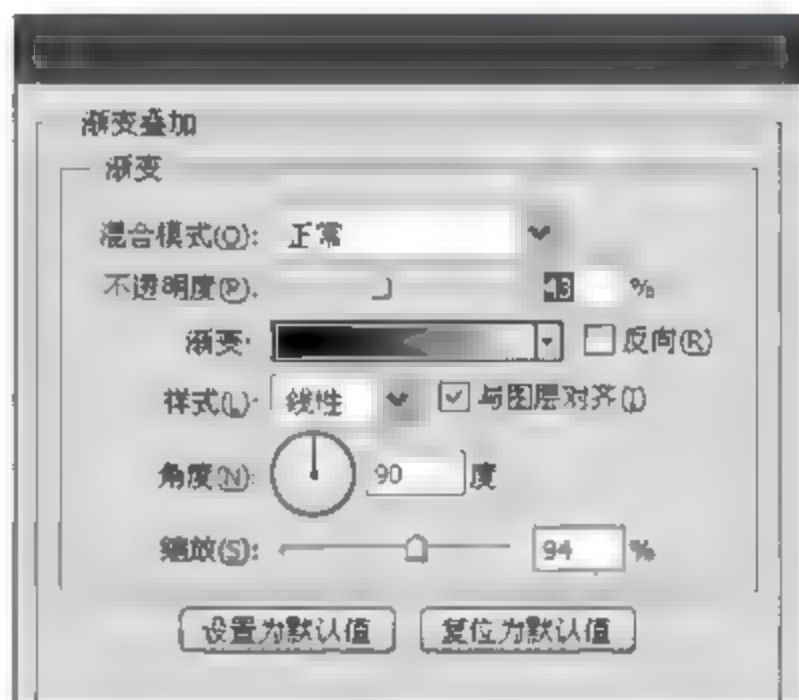 渐变叠加
渐变
混合模式(O): 正常
不透明度(P): 43 %
渐变: 反向(R)
样式(L): 线性 与图层对齐(I)
角度(N): 90 度
缩放(S): 94 %
设置为默认值 复位为默认值